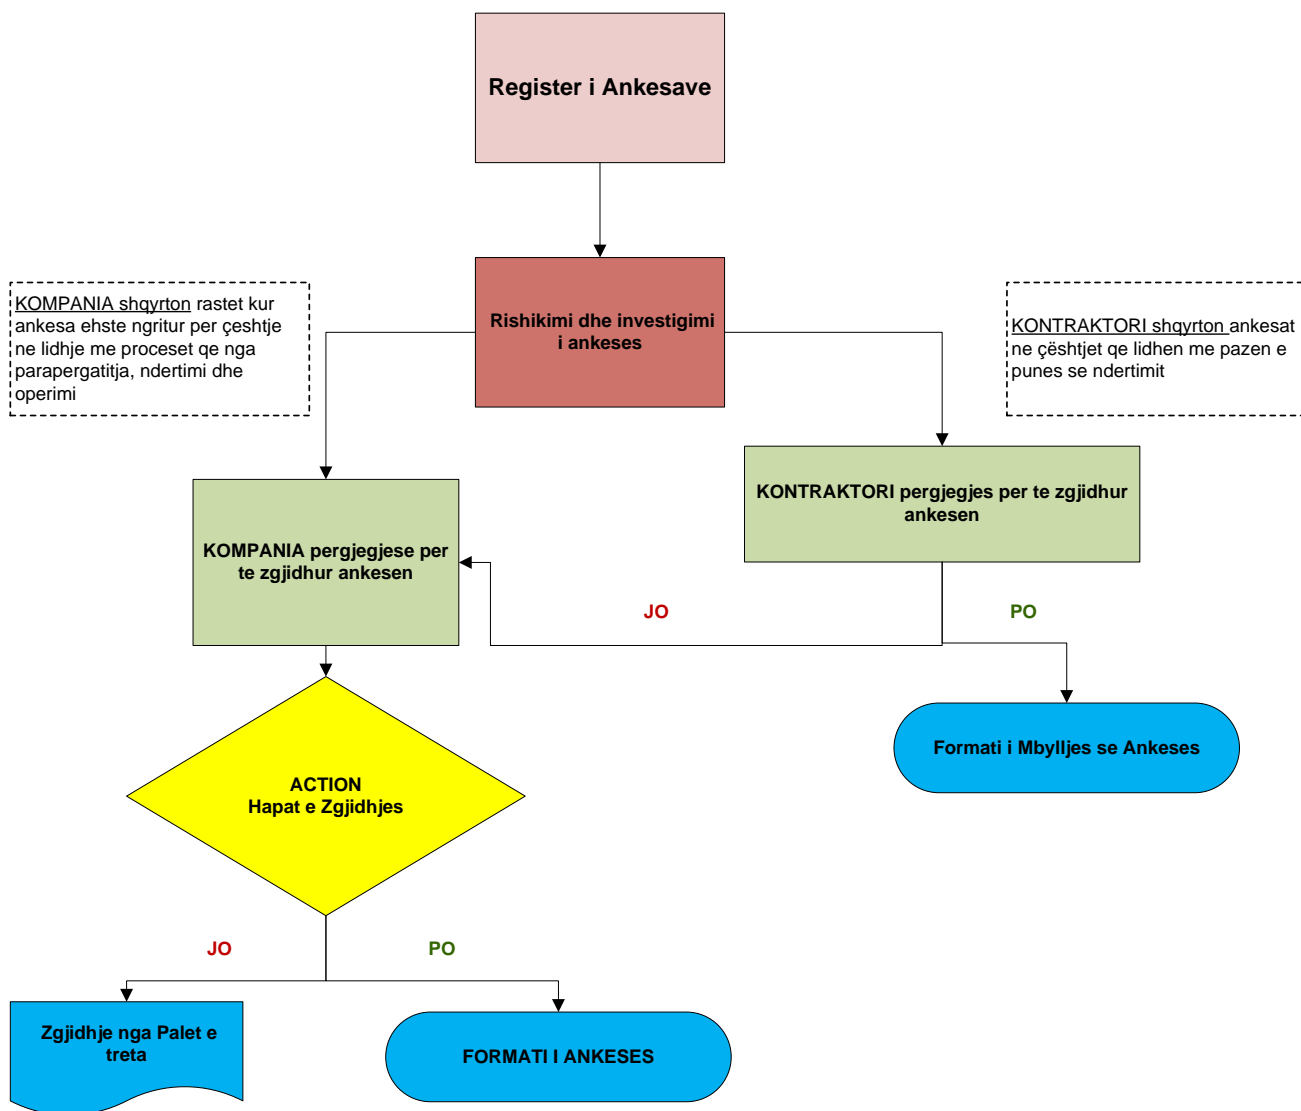 Register i Ankesave
Rishikimi dhe investigimi
i ankeses
KOMPANIA shqyrton rastet kur
ankesa ehste ngritur per çeshtje
ne lidhje me proceset qe nga
parapergatitja, ndertimi dhe
operimi
KONTRAKTORI shqyrton ankesat
ne çështjet qe lidhen me pazen e
punes se ndertimit
KONTRAKTORI pergjegjes per te zgjidhur
ankesen
KOMPANIA pergjegjese per
te zgjidhur ankesen
JO
PO
Formati i Mbylljes se Ankeses
ACTION
Hapat e Zgjidhjes
JO
PO
Zgjidhje nga Palet e
treta
FORMATI I ANKESES